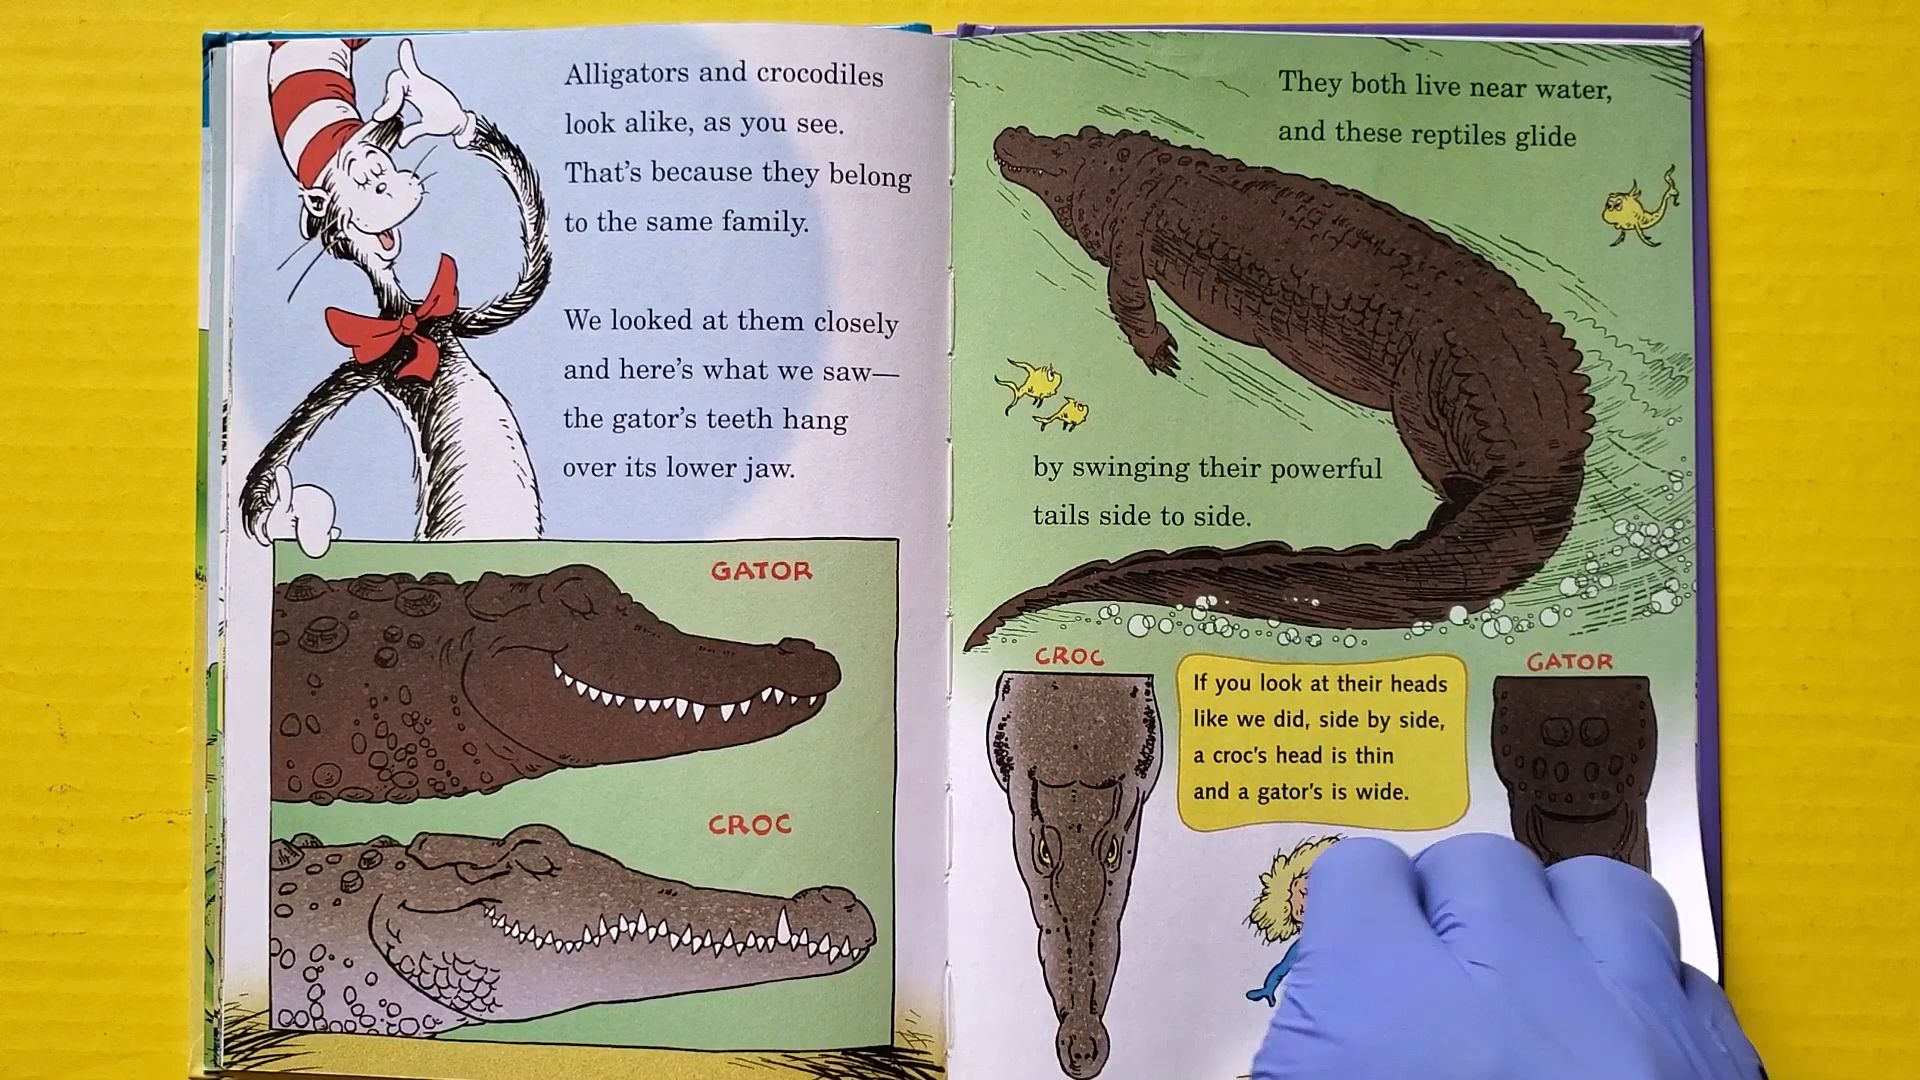 Alligators and crocodiles
look alike, as you see.
That's because they belong
to the same family.
We looked at them closely
and here's what we saw—
the gator's teeth hang
over its lower jaw.
GATOR
CROC
They both live near water,
and these reptiles glide
by swinging their powerful
tails side to side.
CROC
If you look at their heads
like we did, side by side,
a croc's head is thin
and a gator's is wide.
GATOR